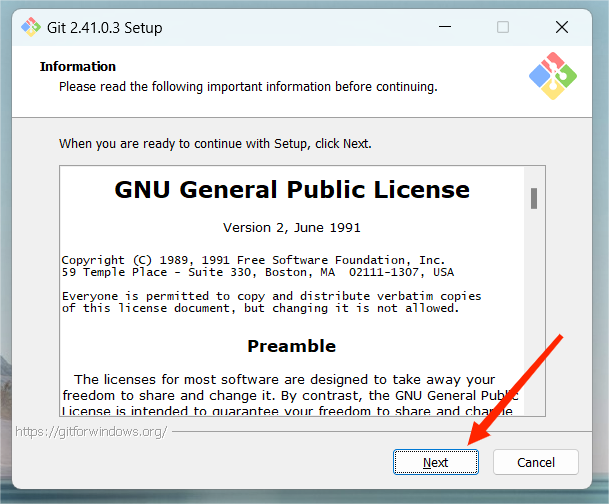 Git 2.41.0.3 Setup
Information
Please read the following important information before continuing.
When you are ready to continue with Setup, click Next.
GNU General Public License
Version 2, June 1991
Copyright (C) 1989, 1991 Free Software Foundation, Inc.
59 Temple Place - Suite 330, Boston, MA  02111-1307, USA
Everyone is permitted to copy and distribute verbatim copies
of this license document, but changing it is not allowed.
Preamble
The licenses for most software are designed to take away your
freedom to share and change it. By contrast, the GNU General Public
License is intended to guarantee your freedom to share and change
https://gitforwindows.org/
Next
Cancel